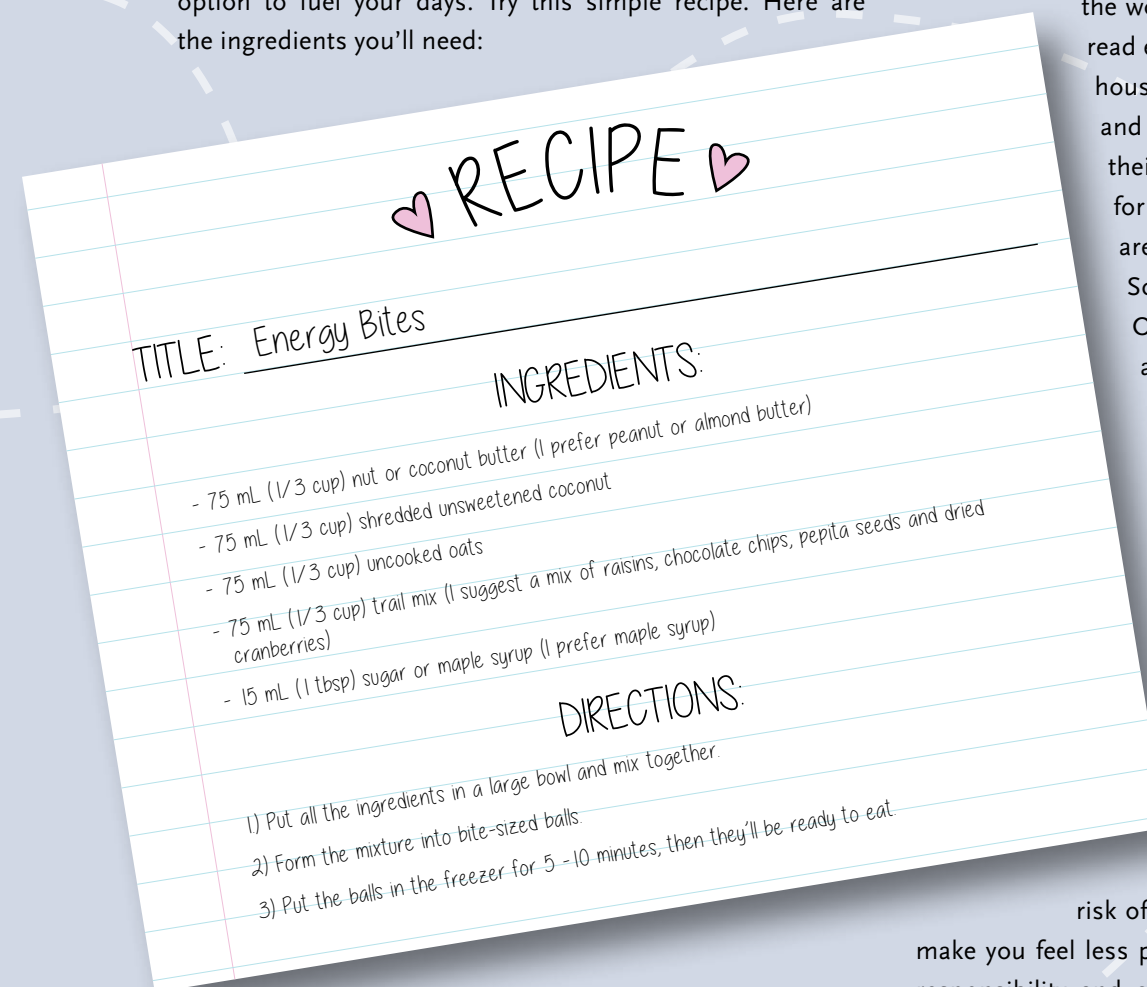 option to fuel your days. Try this simple recipe. Here are
the ingredients you'll need:
RECIPE
TITLE: Energy Bites
INGREDIENTS:
- 75 mL (1/3 cup) nut or coconut butter (I prefer peanut or almond butter)
- 75 mL (1/3 cup) shredded unsweetened coconut
- 75 mL (1/3 cup) uncooked oats
- 75 mL (1/3 cup) trail mix (I suggest a mix of raisins, chocolate chips, pepita seeds and dried
cranberries)
- 15 mL (1 tbsp) sugar or maple syrup (I prefer maple syrup)
DIRECTIONS:
1.) Put all the ingredients in a large bowl and mix together.
2) Form the mixture into bite-sized balls.
3) Put the balls in the freezer for 5 -10 minutes, then they'll be ready to eat.
the
read
and
for
risk of
make you feel less